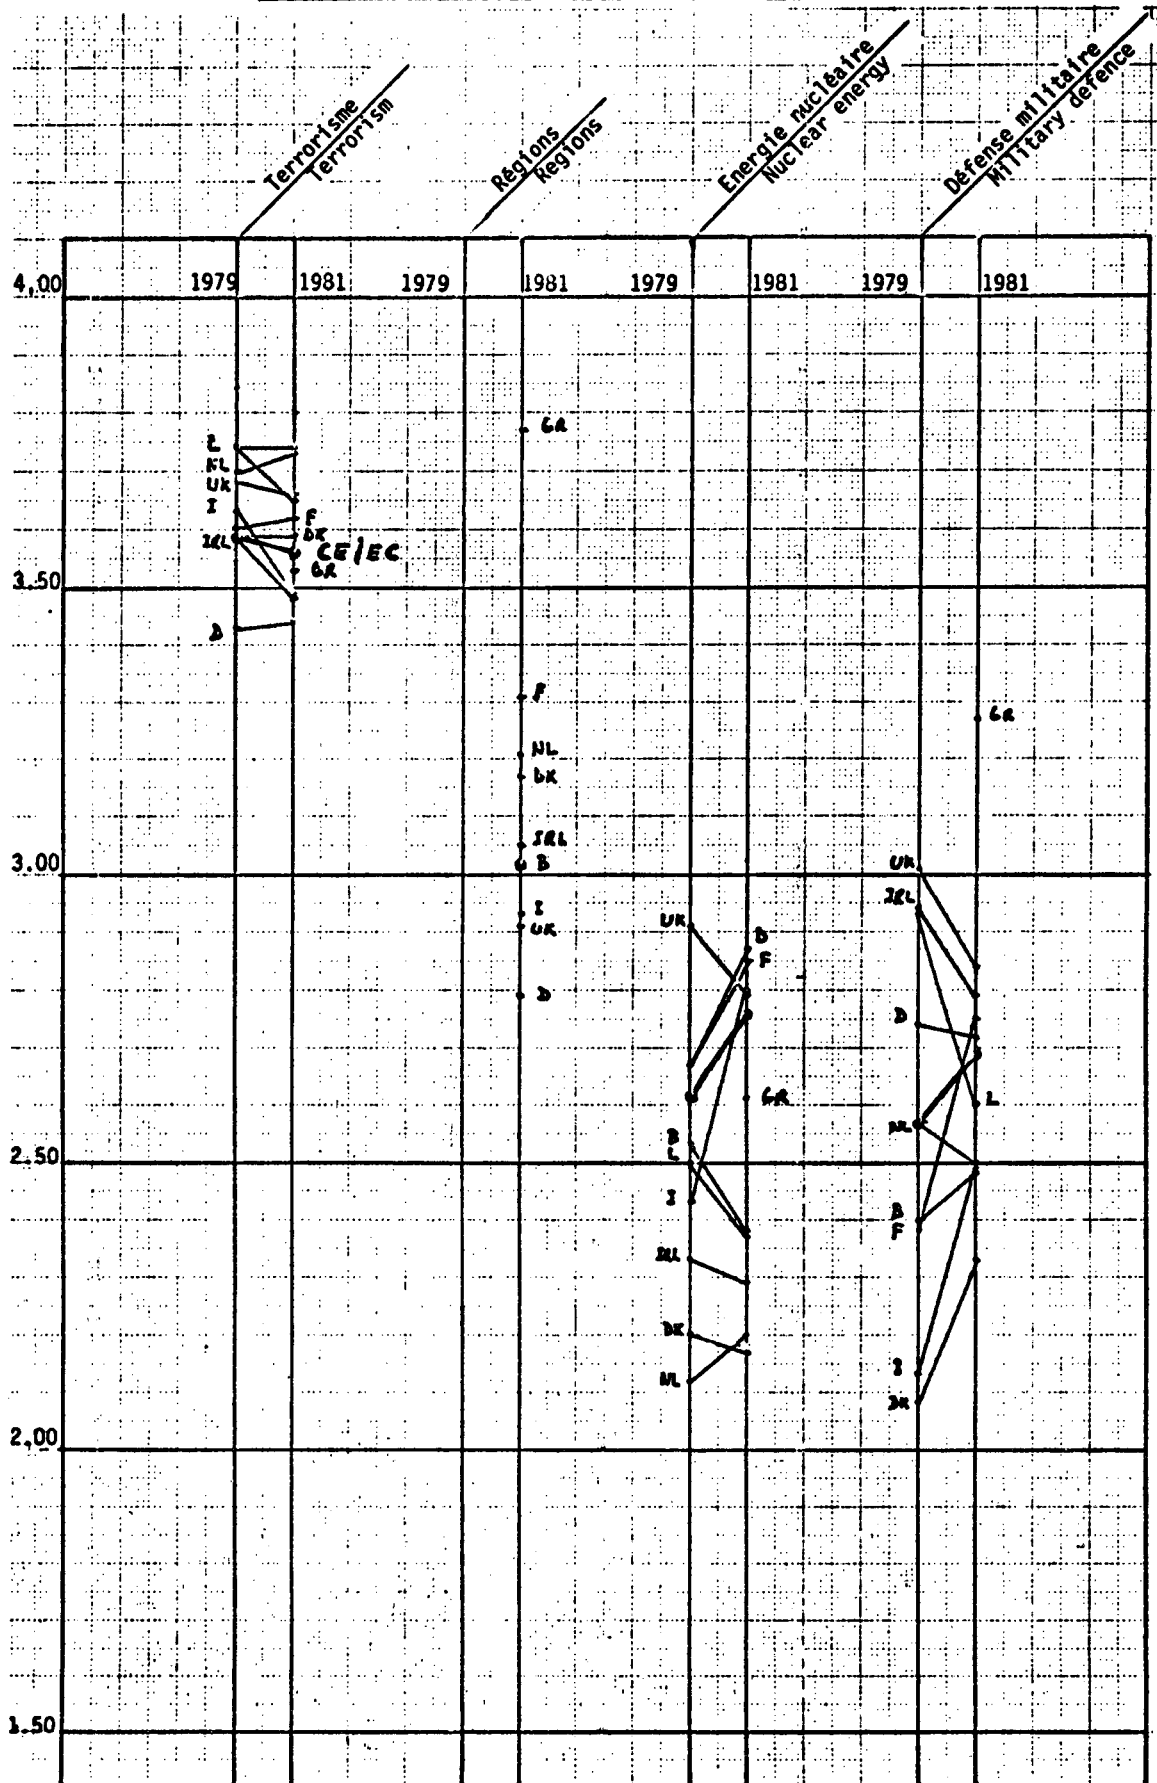 Terrorisme
Terrorism
Régions
Regions
Energie nucléaire
Nuclear energy
Défense militaire
Military defence
4,00
1979
1981
1979
1981
1979
1981
1979
1981
GR
L
NL
UK
I
F
DK
IRL
CE/EC
GR
3.50
D
F
GR
NL
DK
IRL
3.00
B
UK
IRL
I
UK
UK
D
F
D
D
GR
L
NL
B
2.50
L
I
B
F
IRL
DK
I
NL
DK
2,00
1.50